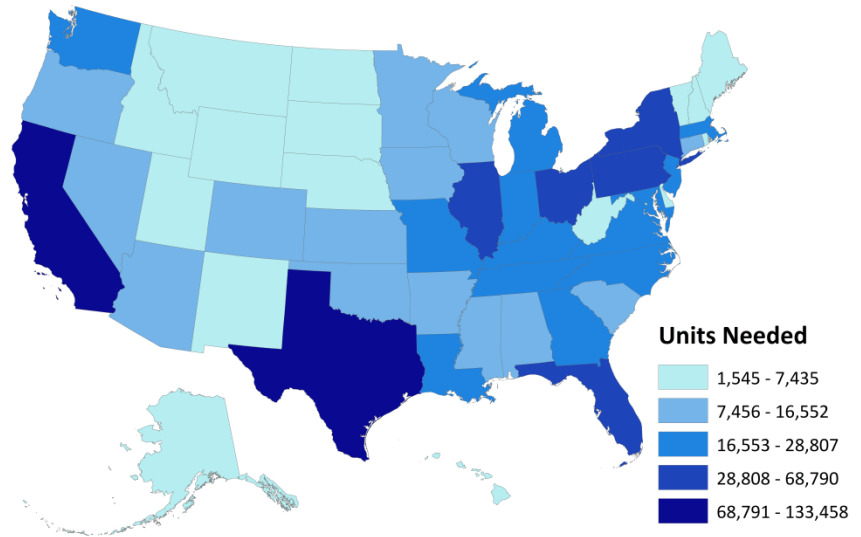 Units Needed
1,545 - 7,435
7,456 - 16,552
16,553 - 28,807
28,808 - 68,790
68,791 - 133,458